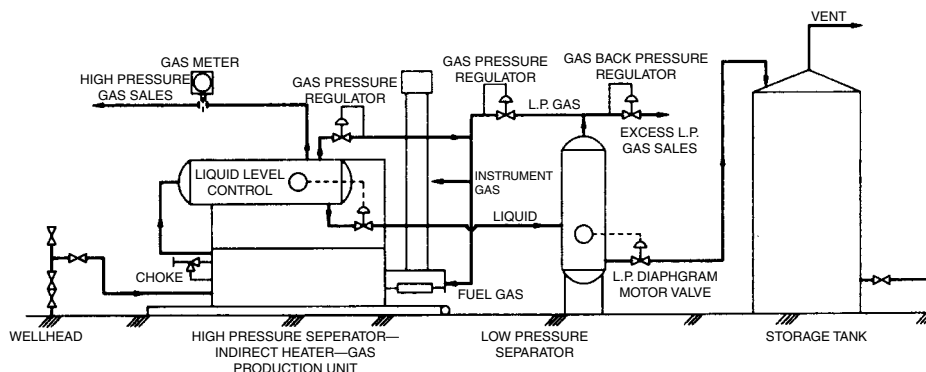 VENT
GAS METER
HIGH PRESSURE
GAS SALES
GAS PRESSURE
REGULATOR
GAS PRESSURE
REGULATOR
GAS BACK PRESSURE
REGULATOR
L.P. GAS
EXCESS L.P.
GAS SALES
LIQUID LEVEL
CONTROL
INSTRUMENT
GAS
LIQUID
CHOKE
FUEL GAS
L.P. DIAPHGRAM
MOTOR VALVE
WELLHEAD
HIGH PRESSURE SEPERATOR—
INDIRECT HEATER—GAS
PRODUCTION UNIT
LOW PRESSURE
SEPARATOR
STORAGE TANK